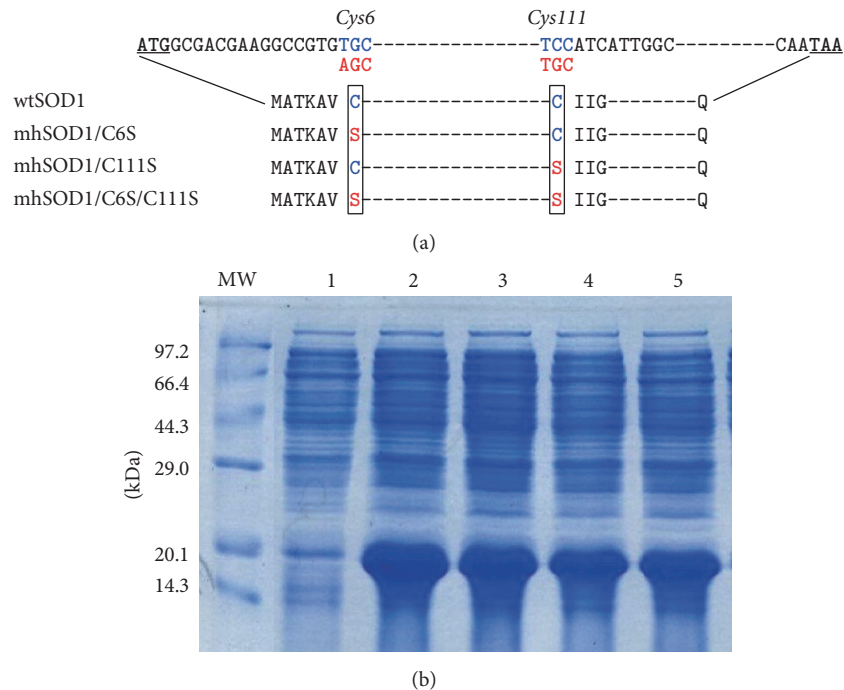 Cys6 Cys111
ATGGCGACGAAGGCCGTGTGC----------------TCCATCATTGGC---------CAATAA
AGC TGC
wtSOD1 MATKAV C-----------------C IIG--------Q
mhSOD1/C6S MATKAV S-----------------C IIG--------Q
mhSOD1/C111S MATKAV C-----------------S IIG--------Q
mhSOD1/C6S/C111S MATKAV S-----------------S IIG--------Q
(a)
MW 1 2 3 4 5
97.2
66.4
44.3
29.0
(kDa)
20.1
14.3
(b)